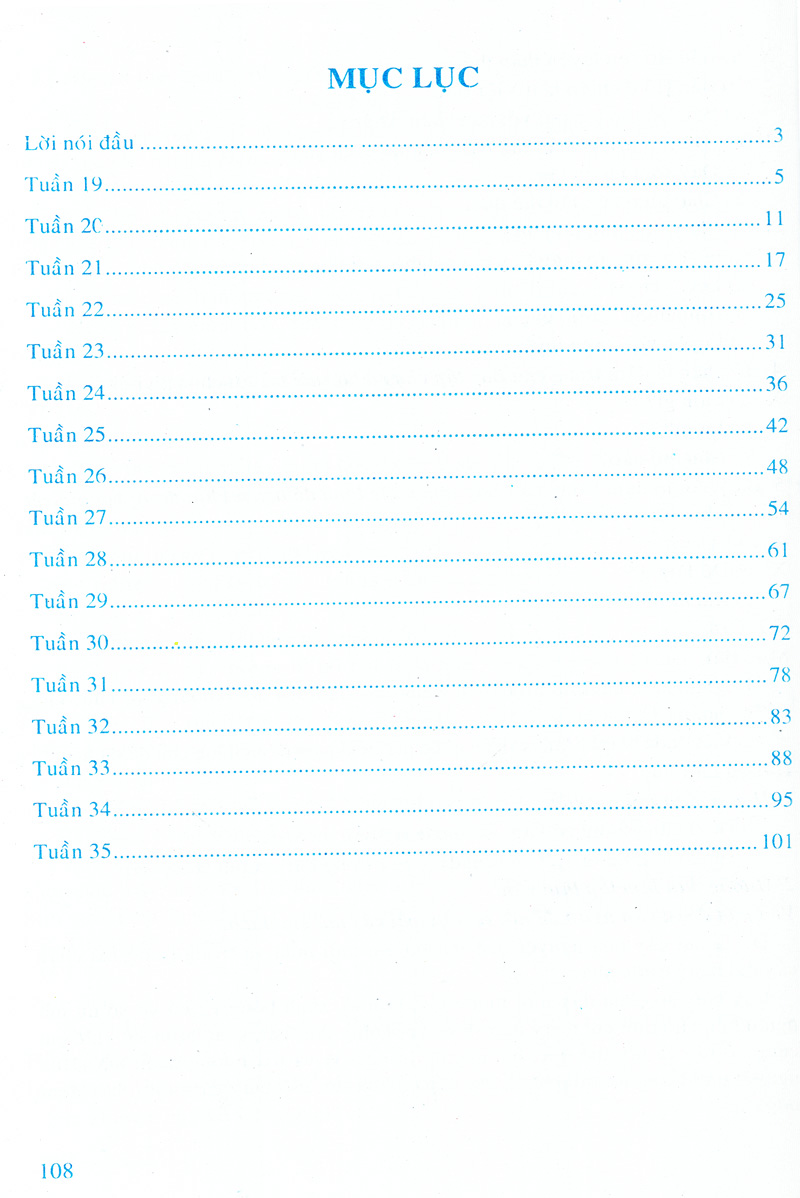 MỤC LỤC
Lời nói đầu ........................................................ 3
Tuần 19........................................................ 5
Tuần 20........................................................ 11
Tuần 21........................................................ 17
Tuần 22........................................................ 25
Tuần 23........................................................ 31
Tuần 24........................................................ 36
Tuần 25........................................................ 42
Tuần 26........................................................ 48
Tuần 27........................................................ 54
Tuần 28........................................................ 61
Tuần 29........................................................ 67
Tuần 30........................................................ 72
Tuần 31........................................................ 78
Tuần 32........................................................ 83
Tuần 33........................................................ 88
Tuần 34........................................................ 95
Tuần 35........................................................ 101
108